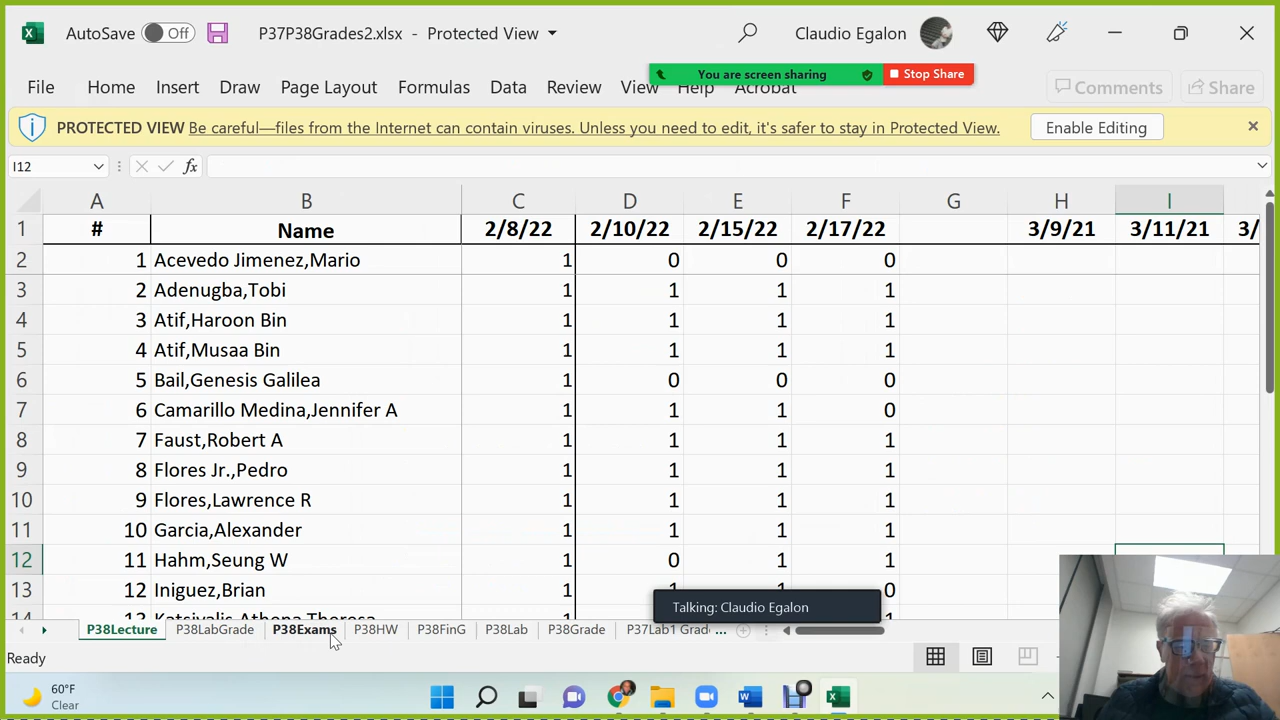 AutoSave Off P37P38Grades2.xlsx - Protected View Claudio Egalon
You are screen sharing Stop Share
File Home Insert Draw Page Layout Formulas Data Review View Help Acrobat Comments Share
PROTECTED VIEW Be careful—files from the Internet can contain viruses. Unless you need to edit, it's safer to stay in Protected View. Enable Editing
I12 fx
A B C D E F G H I
1 # Name 2/8/22 2/10/22 2/15/22 2/17/22 3/9/21 3/11/21 3/
2 1 Acevedo Jimenez,Mario 1 0 0 0
3 2 Adenugba,Tobi 1 1 1 1
4 3 Atif,Haroon Bin 1 1 1 1
5 4 Atif,Musaa Bin 1 1 1 1
6 5 Bail,Genesis Galilea 1 0 0 0
7 6 Camarillo Medina,Jennifer A 1 1 1 0
8 7 Faust,Robert A 1 1 1 1
9 8 Flores Jr.,Pedro 1 1 1 1
10 9 Flores,Lawrence R 1 1 1 1
11 10 Garcia,Alexander 1 1 1 1
12 11 Hahm,Seung W 1 0 1 1
13 12 Iniguez,Brian 1 1 1 0
Talking: Claudio Egalon
P38Lecture P38LabGrade P38Exams P38HW P38FinG P38Lab P38Grade P37Lab1 Grad ...
Ready
60°F
Clear